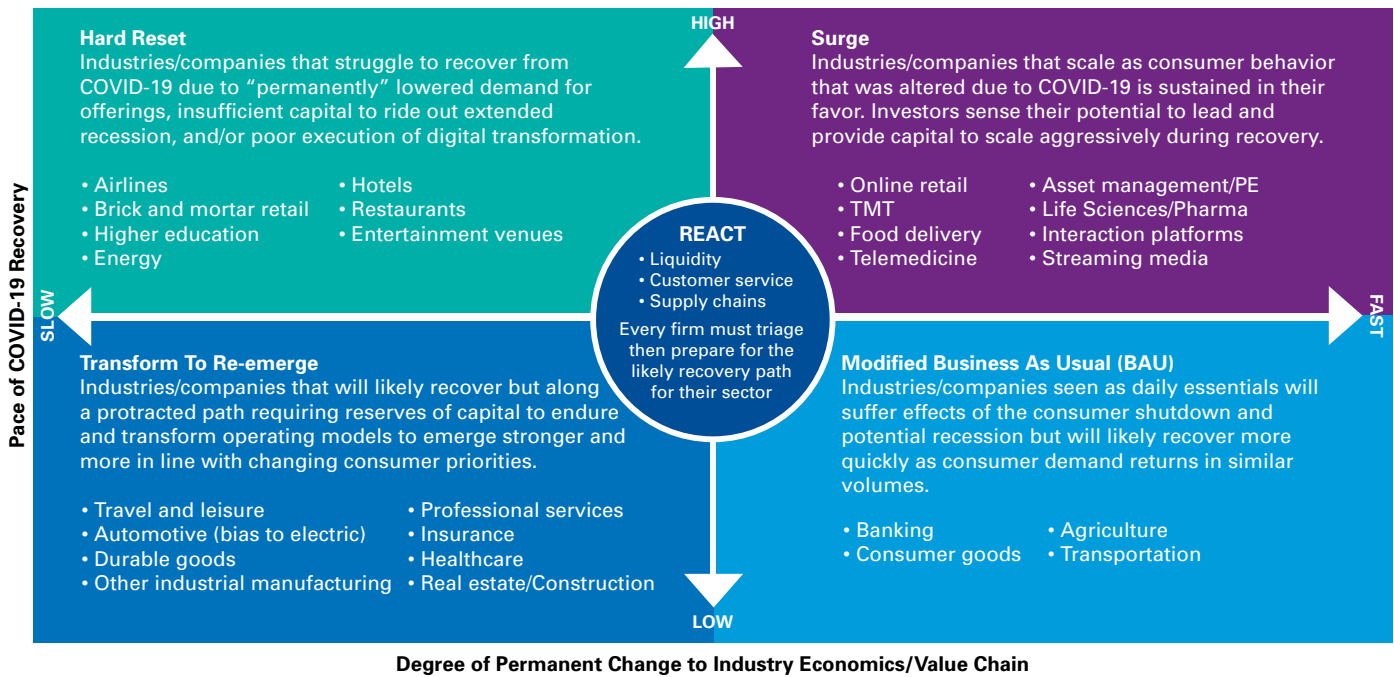 HIGH
Hard Reset
Industries/companies that struggle to recover from
COVID-19 due to “permanently” lowered demand for
offerings, insufficient capital to ride out extended
recession, and/or poor execution of digital transformation.
• Airlines
• Brick and mortar retail
• Higher education
• Energy
• Hotels
• Restaurants
• Entertainment venues
Surge
Industries/companies that scale as consumer behavior
that was altered due to COVID-19 is sustained in their
favor. Investors sense their potential to lead and
provide capital to scale aggressively during recovery.
• Online retail
• TMT
• Food delivery
• Telemedicine
• Asset management/PE
• Life Sciences/Pharma
• Interaction platforms
• Streaming media
REACT
• Liquidity
• Customer service
• Supply chains
Every firm must triage
then prepare for the
likely recovery path
for their sector
Pace of COVID-19 Recovery
SLOW
FAST
Transform To Re-emerge
Industries/companies that will likely recover but along
a protracted path requiring reserves of capital to endure
and transform operating models to emerge stronger and
more in line with changing consumer priorities.
• Travel and leisure
• Automotive (bias to electric)
• Durable goods
• Other industrial manufacturing
• Professional services
• Insurance
• Healthcare
• Real estate/Construction
Modified Business As Usual (BAU)
Industries/companies seen as daily essentials will
suffer effects of the consumer shutdown and
potential recession but will likely recover more
quickly as consumer demand returns in similar
volumes.
• Banking
• Consumer goods
• Agriculture
• Transportation
LOW
Degree of Permanent Change to Industry Economics/Value Chain